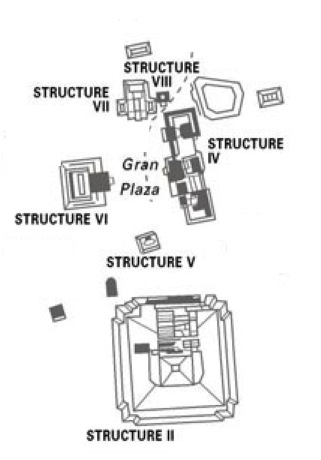 STRUCTURE
VIII
STRUCTURE
VII
STRUCTURE
IV
Gran
Plaza
STRUCTURE VI
STRUCTURE V
STRUCTURE II